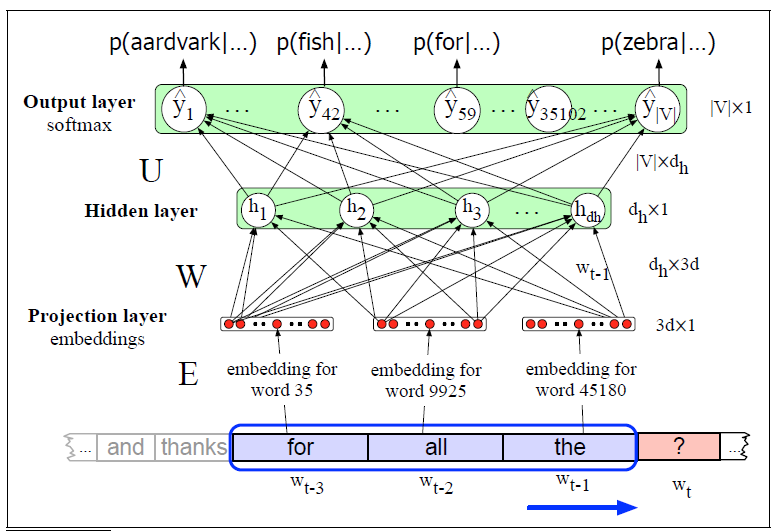 p(aardvark|...) p(fish|...) p(for|...) p(zebra|...)
Output layer
softmax
ŷ1 ... ŷ42 ... ŷ59 ... ŷ35102 ... ŷ|V|
|V|×1
U
|V|×dh
Hidden layer
h1 h2 h3 ... hdh
dh×1
W
wt-1
dh×3d
Projection layer
embeddings
3d×1
E
embedding for
word 35
embedding for
word 9925
embedding for
word 45180
... and thanks for all the ? ...
wt-3 wt-2 wt-1 wt